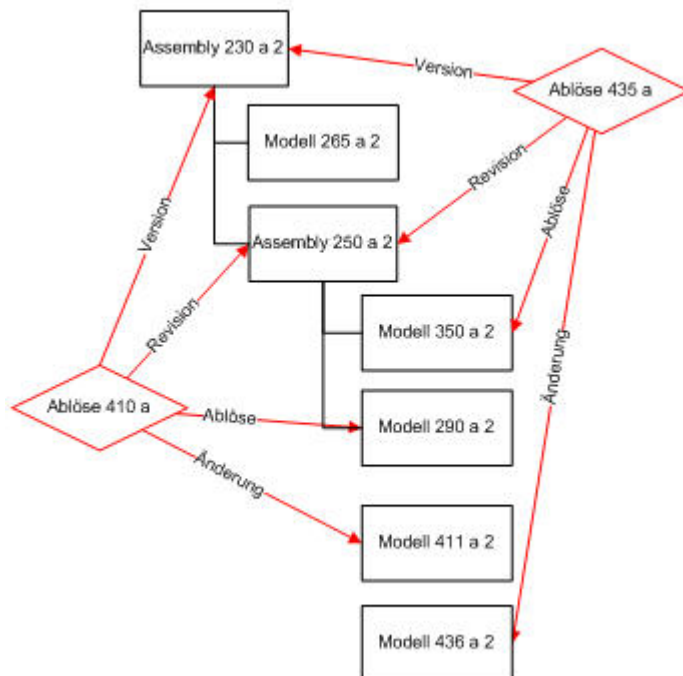 Assembly 230 a 2
Version
Ablöse 435 a
Modell 265 a 2
Revision
Ablöse
Version
Assembly 250 a 2
Revision
Modell 350 a 2
Änderung
Ablöse 410 a
Ablöse
Modell 290 a 2
Änderung
Modell 411 a 2
Modell 436 a 2